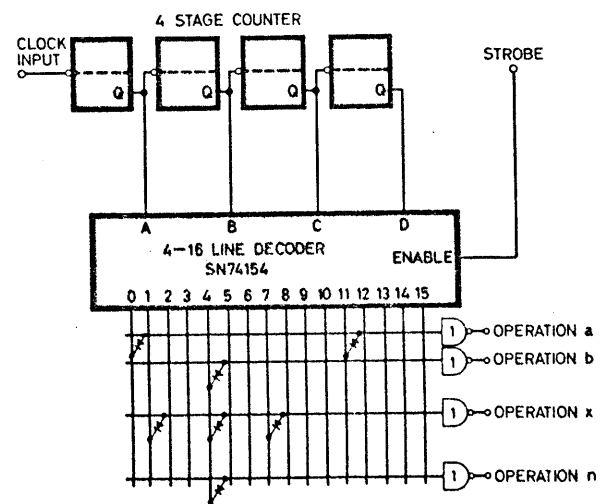 4 STAGE COUNTER
CLOCK
INPUT
STROBE
Q
Q
Q
Q
A
B
C
D
4-16 LINE DECODER
SN74154
ENABLE
0 1 2 3 4 5 6 7 8 9 10 11 12 13 14 15
1
OPERATION a
1
OPERATION b
1
OPERATION x
1
OPERATION n